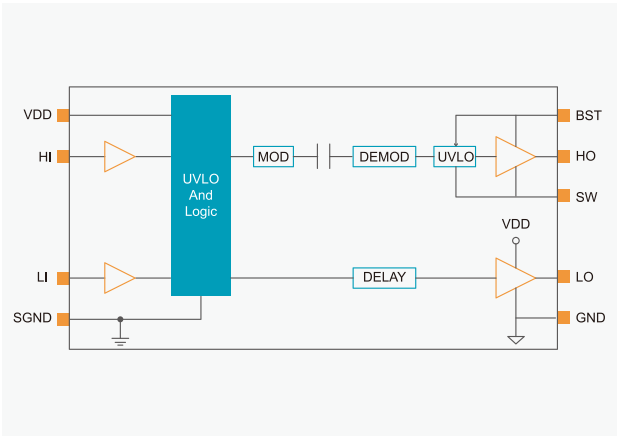 VDD
HI
LI
SGND
UVLO
And
Logic
MOD
DEMOD
UVLO
DELAY
VDD
BST
HO
SW
LO
GND